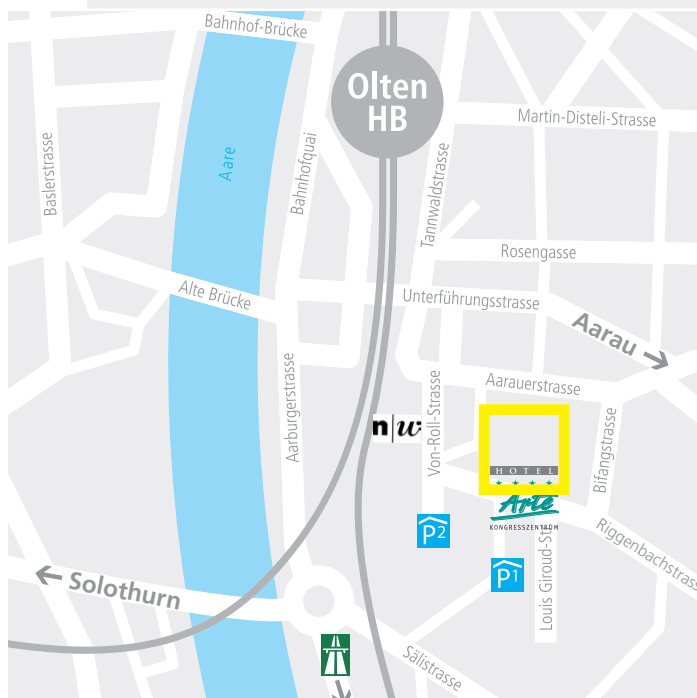 Bahnhof-Brücke
Olten
HB
Martin-Disteli-Strasse
Baslerstrasse
Aare
Bahnhofquai
Tannwaldstrasse
Rosengasse
Alte Brücke
Unterführungsstrasse
Aarau
Aarburgerstrasse
Aarauerstrasse
n|w
Von-Roll-Strasse
Bifangstrasse
HOTEL
Arte
KONGRESSZENTRUM
P2
Riggenbachstrasse
P1
Louis Giroud-St
Solothurn
Sälistrasse